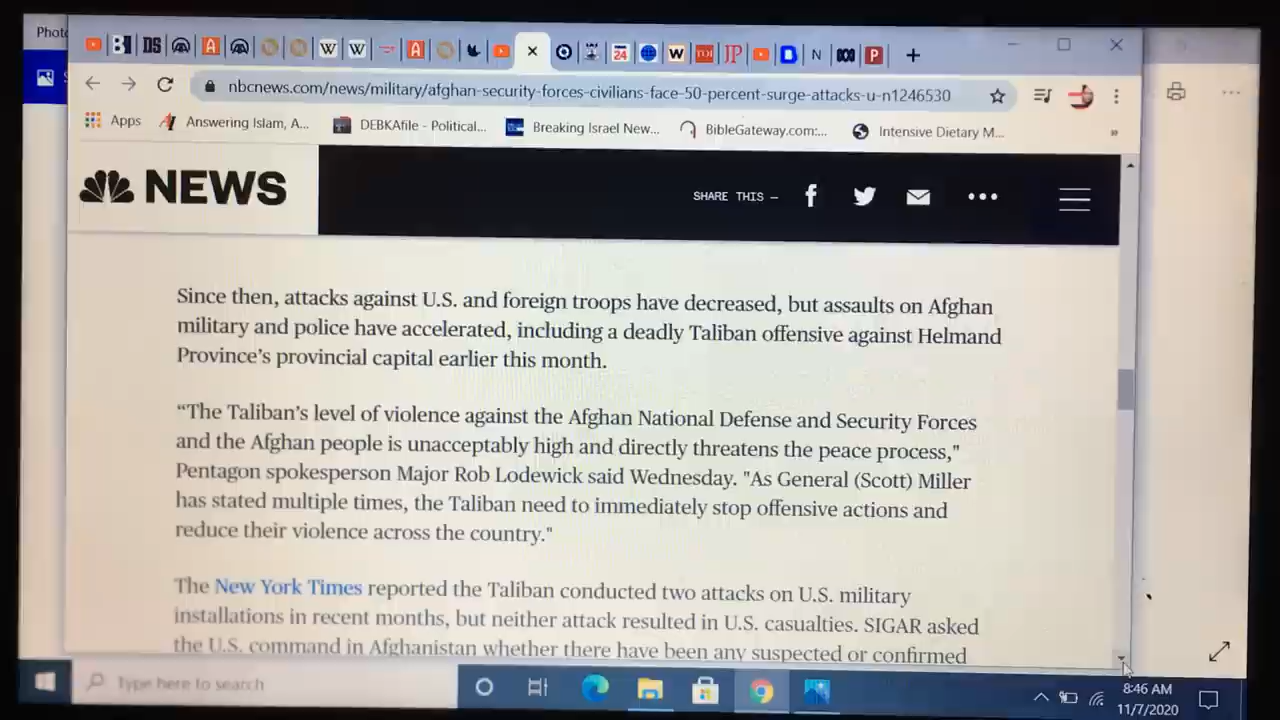 Photo
BI DS A A W W 24 W TOI JP B N P
nbcnews.com/news/military/afghan-security-forces-civilians-face-50-percent-surge-attacks-u-n1246530
Apps Answering Islam, A... DEBKAfile - Political... Breaking Israel New... BibleGateway.com:... Intensive Dietary M... »
NEWS SHARE THIS –
Since then, attacks against U.S. and foreign troops have decreased, but assaults on Afghan
military and police have accelerated, including a deadly Taliban offensive against Helmand
Province's provincial capital earlier this month.
“The Taliban's level of violence against the Afghan National Defense and Security Forces
and the Afghan people is unacceptably high and directly threatens the peace process,"
Pentagon spokesperson Major Rob Lodewick said Wednesday. "As General (Scott) Miller
has stated multiple times, the Taliban need to immediately stop offensive actions and
reduce their violence across the country."
The New York Times reported the Taliban conducted two attacks on U.S. military
installations in recent months, but neither attack resulted in U.S. casualties. SIGAR asked
the U.S. command in Afghanistan whether there have been any suspected or confirmed
Type here to search
8:46 AM
11/7/2020